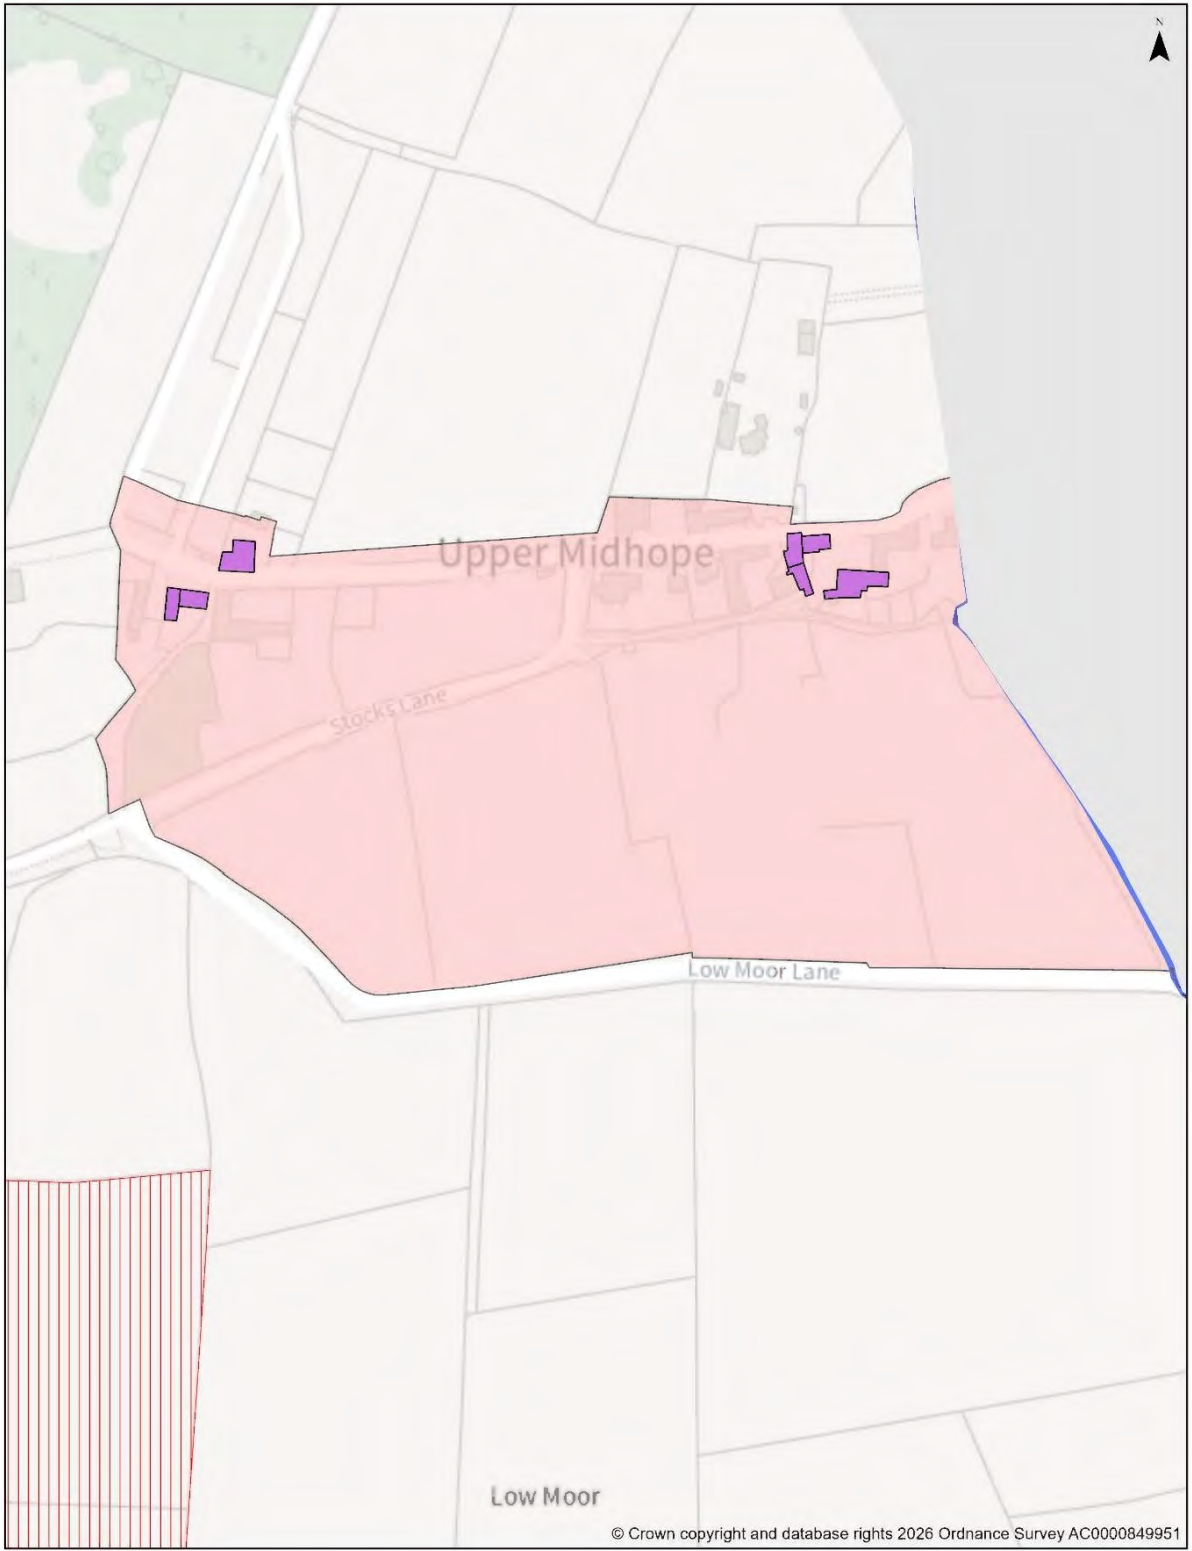 N
Upper Midhope
Stocks Lane
Low Moor Lane
Low Moor
© Crown copyright and database rights 2026 Ordnance Survey AC0000849951